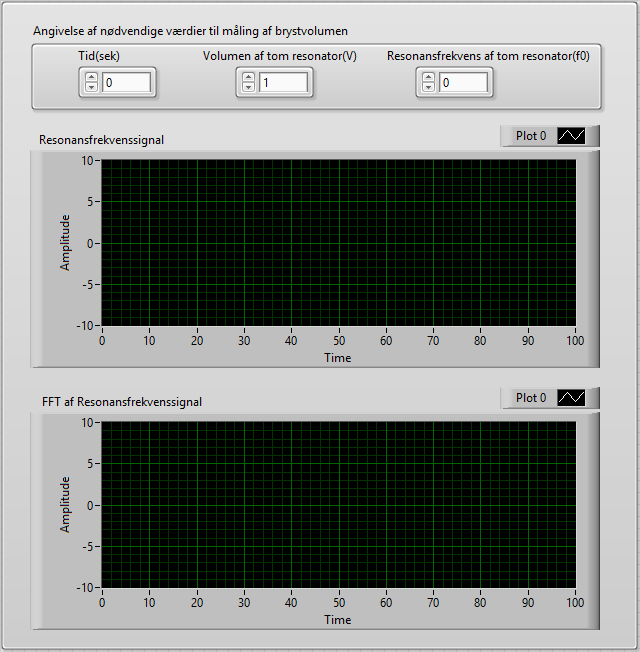 Angivelse af nødvendige værdier til måling af brystvolumen
Tid(sek) Volumen af tom resonator(V) Resonansfrekvens af tom resonator(f0)
0 1 0
Resonansfrekvenssignal Plot 0
10
5
0
-5
-10
Amplitude
0 10 20 30 40 50 60 70 80 90 100
Time
FFT af Resonansfrekvenssignal Plot 0
10
5
0
-5
-10
Amplitude
0 10 20 30 40 50 60 70 80 90 100
Time